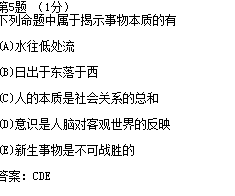 第5题 （1分）
下列命题中属于揭示事物本质的有
(A)水往低处流
(B)日出于东落于西
(C)人的本质是社会关系的总和
(D)意识是人脑对客观世界的反映
(E)新生事物是不可战胜的
答案：CDE